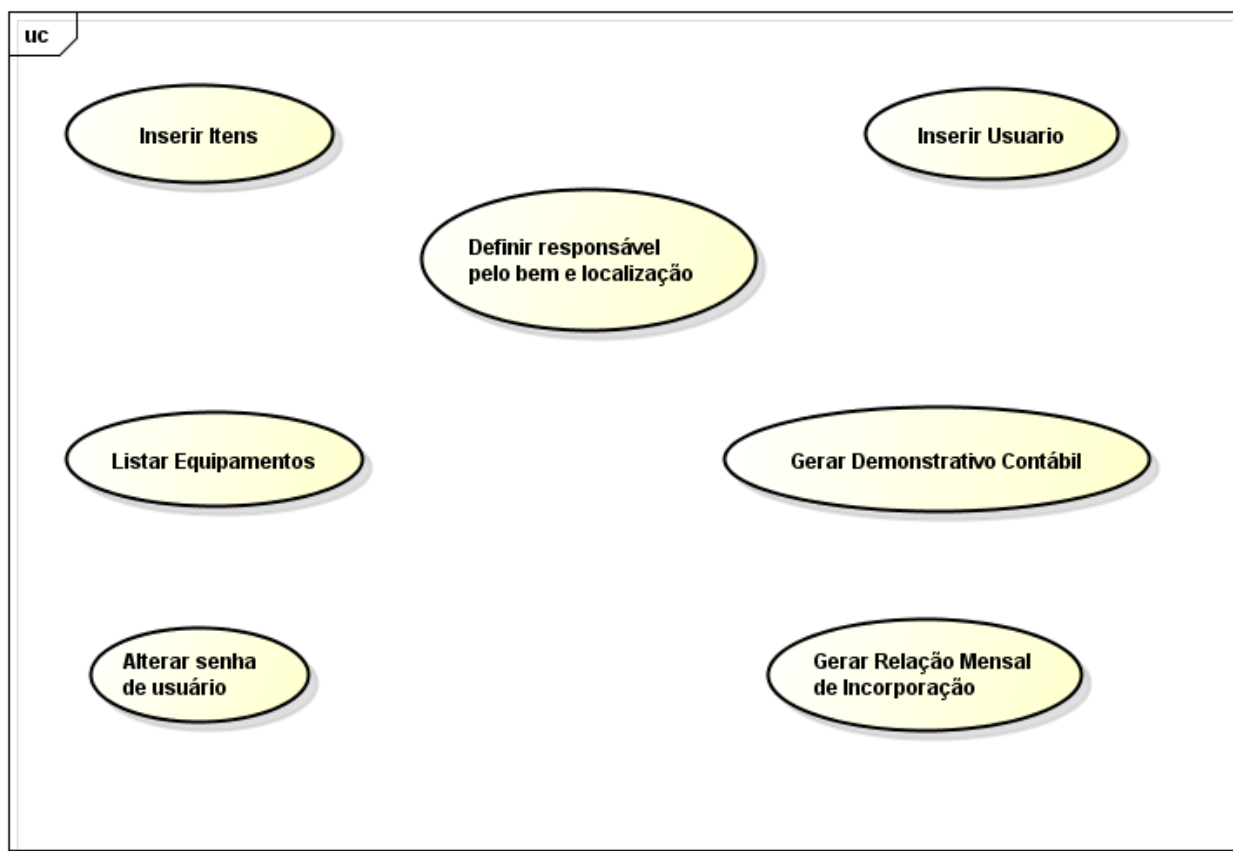 uc
Inserir Itens
Inserir Usuario
Definir responsável
pelo bem e localização
Listar Equipamentos
Gerar Demonstrativo Contábil
Alterar senha
de usuário
Gerar Relação Mensal
de Incorporação